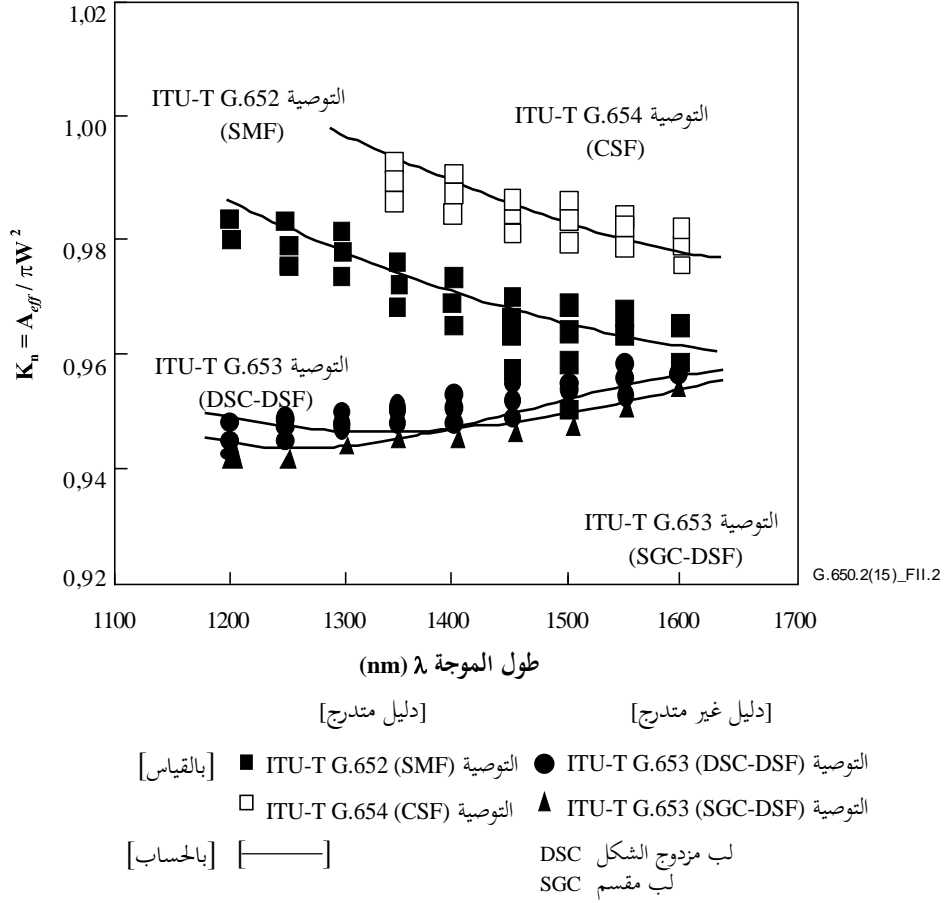 1,02
1,00
0,98
0,96
0,94
0,92
Kn = Aeff / πW²
التوصية ITU-T G.652
(SMF)
التوصية ITU-T G.654
(CSF)
التوصية ITU-T G.653
(DSC-DSF)
التوصية ITU-T G.653
(SGC-DSF)
G.650.2(15)_FII.2
1100 1200 1300 1400 1500 1600 1700
طول الموجة λ (nm)
[دليل غير متدرج] [دليل متدرج]
التوصية ITU-T G.653 (DSC-DSF) التوصية ITU-T G.652 (SMF) [بالقياس]
التوصية ITU-T G.653 (SGC-DSF) التوصية ITU-T G.654 (CSF)
[بالحساب]
لب مزدوج الشكل DSC
لب مقسم SGC